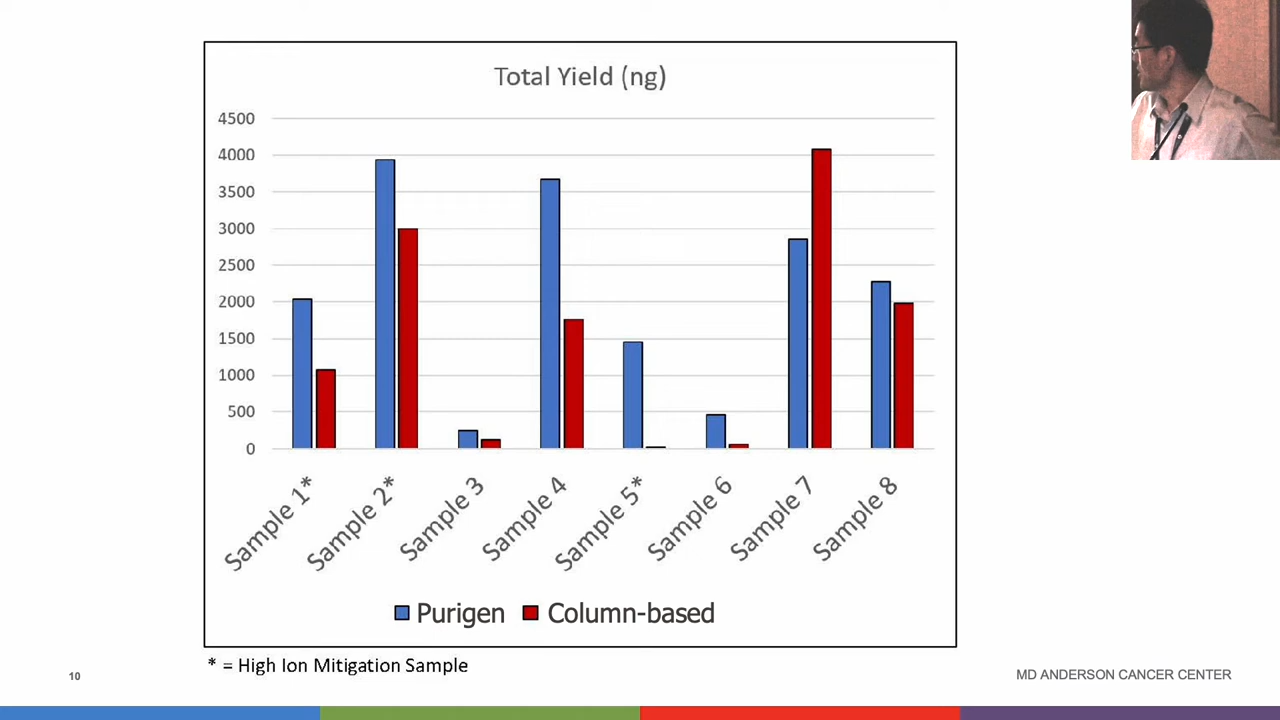 Total Yield (ng)
4500
4000
3500
3000
2500
2000
1500
1000
500
0
Sample 1*
Sample 2*
Sample 3
Sample 4
Sample 5*
Sample 6
Sample 7
Sample 8
Purigen
Column-based
* = High Ion Mitigation Sample
10
MD ANDERSON CANCER CENTER